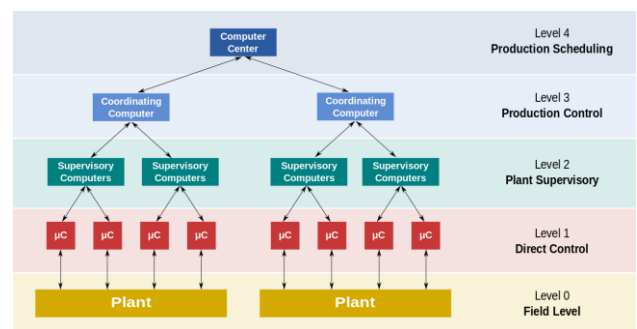 Computer
Center
Level 4
Production Scheduling
Coordinating
Computer
Coordinating
Computer
Level 3
Production Control
Supervisory
Computers
Supervisory
Computers
Supervisory
Computers
Supervisory
Computers
Level 2
Plant Supervisory
µC
µC
µC
µC
µC
µC
µC
µC
Level 1
Direct Control
Plant
Plant
Level 0
Field Level